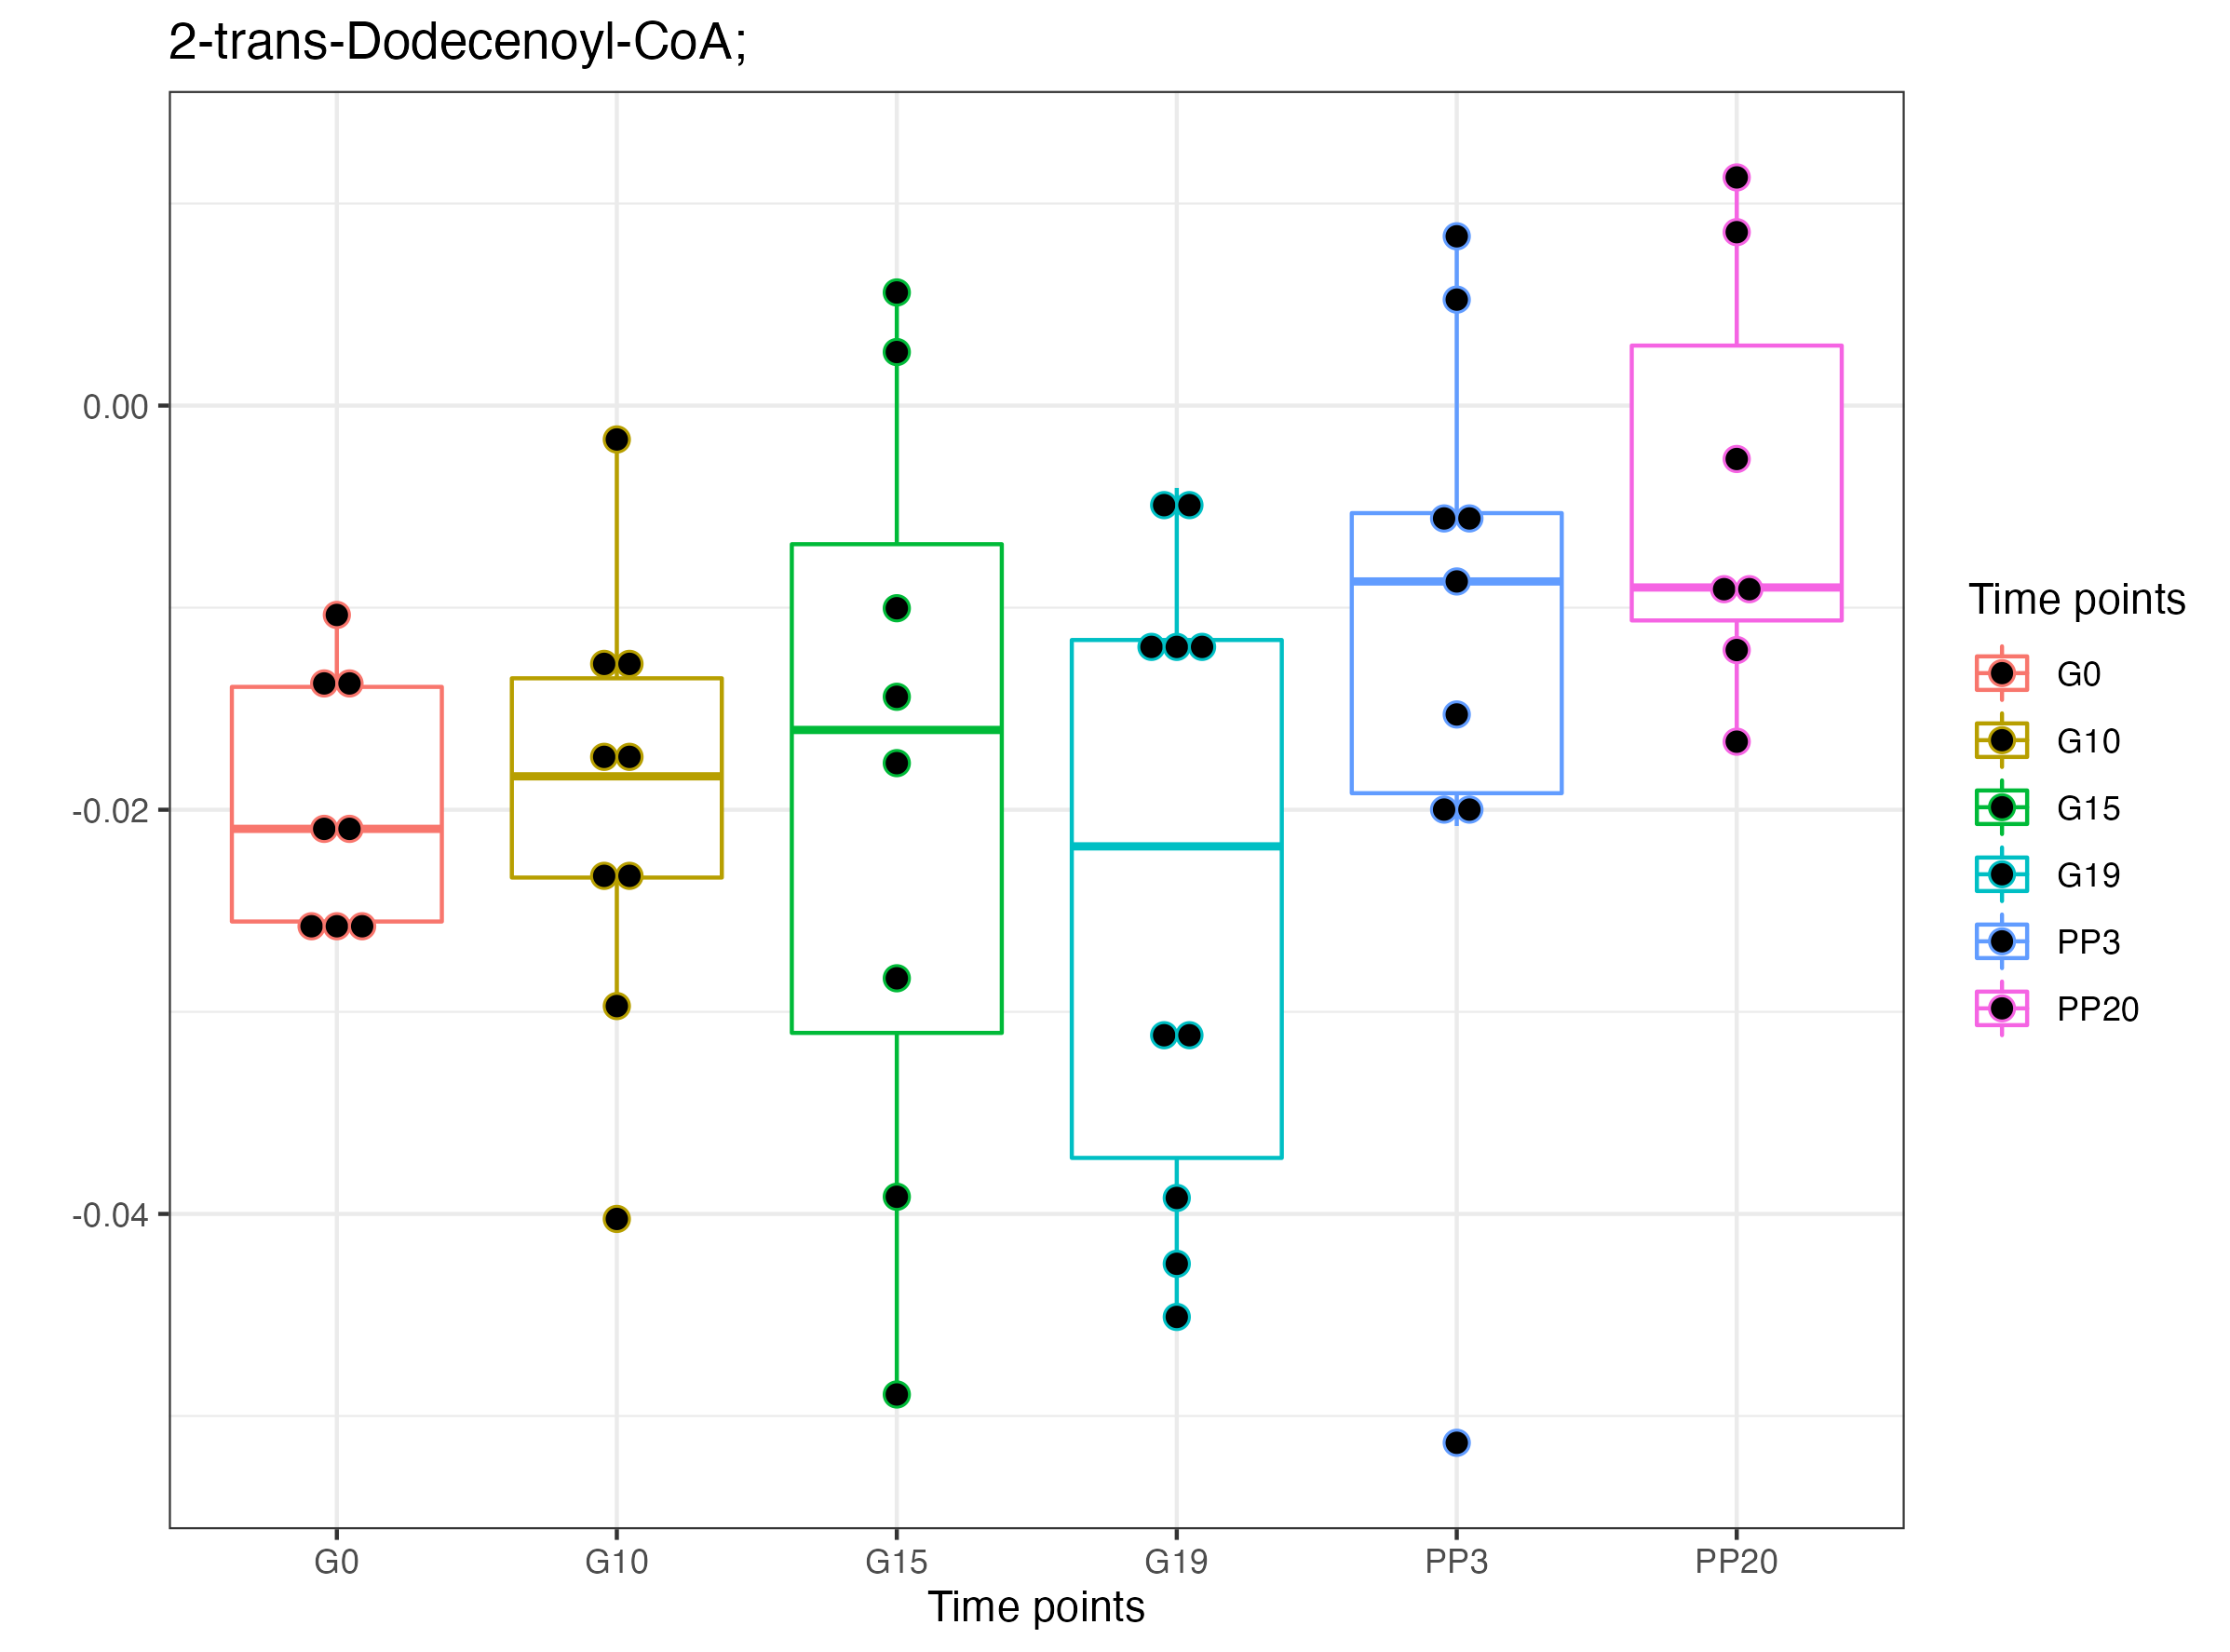 2-trans-Dodecenoyl-CoA;
0.00
-0.02
-0.04
G0
G10
G15
G19
PP3
PP20
Time points
Time points
G0
G10
G15
G19
PP3
PP20